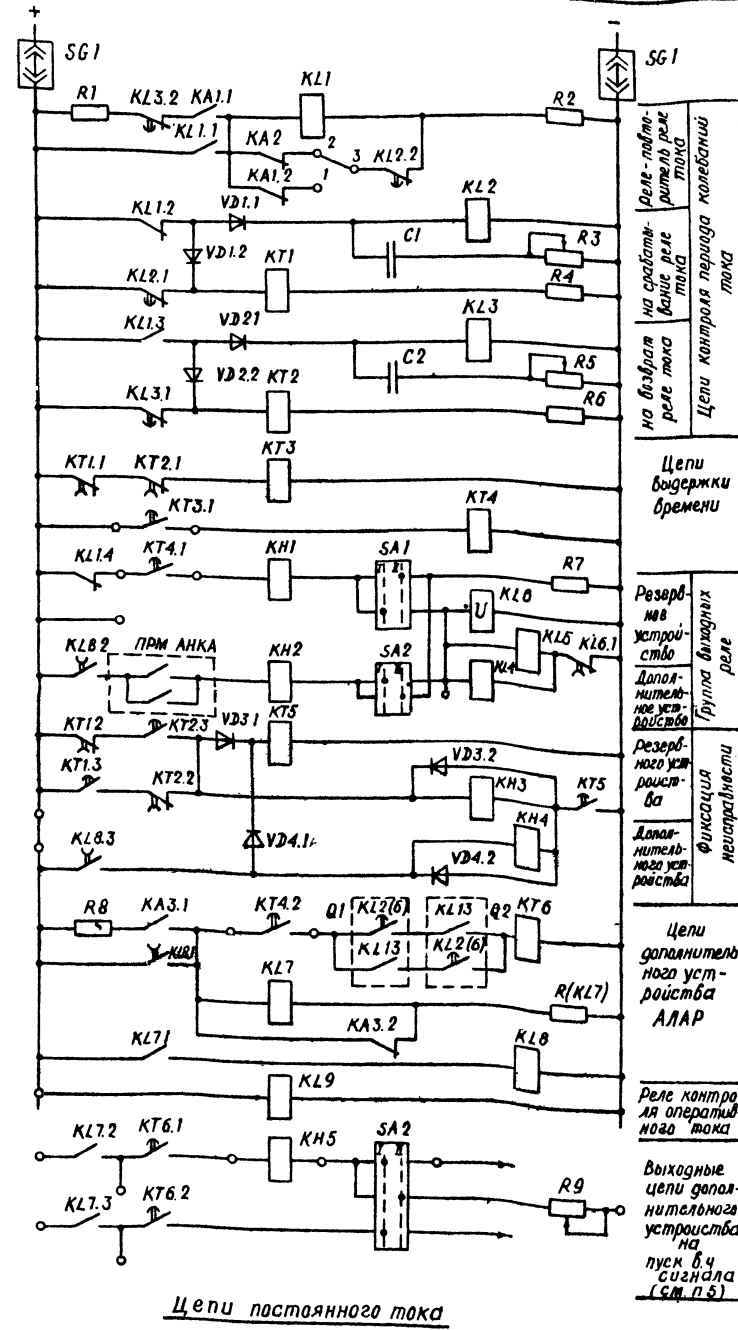 +
−
SG1
SG1
R1
KL3.2
KA1.1
KL1
R2
KL1.1
KA2
2
3
KL2.2
KA1.2
1
KL1.2
VD1.1
KL2
C1
R3
VD1.2
KT1
R4
KL2.1
KL1.3
VD21
KL3
C2
R5
VD2.2
KT2
R6
KL3.1
KT1.1
KT2.1
KT3
KT3.1
KT4
KL1.4
KT4.1
KH1
SA1
I II
R7
KL6
U
KL8.2
ПРМ АНКА
KH2
SA2
I II
KL5
KL6.1
KL4
KT12
KT2.3
VD3.1
KT5
VD3.2
KT1.3
KT2.2
KH3
KT5
KH4
VD4.1
VD4.2
KL8.3
R8
KA3.1
KT4.2
Q1
KL2(б)
KL13
Q2
KT6
KL13
KL2(б)
KL7
R(KL7)
KA3.2
KL7.1
KL8
KL9
KL7.2
KT6.1
KH5
SA2
I II
R9
KL7.3
KT6.2
Реле-повто-
ритель реле
тока
на срабаты-
вание реле
тока
на возврат
реле тока
Цепи контроля периода колебаний
тока
Цепи
выдержки
времени
Резерв-
ное
устрой-
ство
Дополни-
тель-
ное уст-
ройство
Группа выходных
реле
Резерв-
ного уст-
ройст-
ва
Допол-
нитель-
ного уст-
ройства
Фиксация
неисправности
Цепи
дополнитель-
ного уст-
ройства
АЛАР
Реле контро-
ля оператив-
ного тока
Выходные
цепи допол-
нительного
устройства
на
пуск в.ч
сигнала
(см. п 5)
Цепи постоянного тока